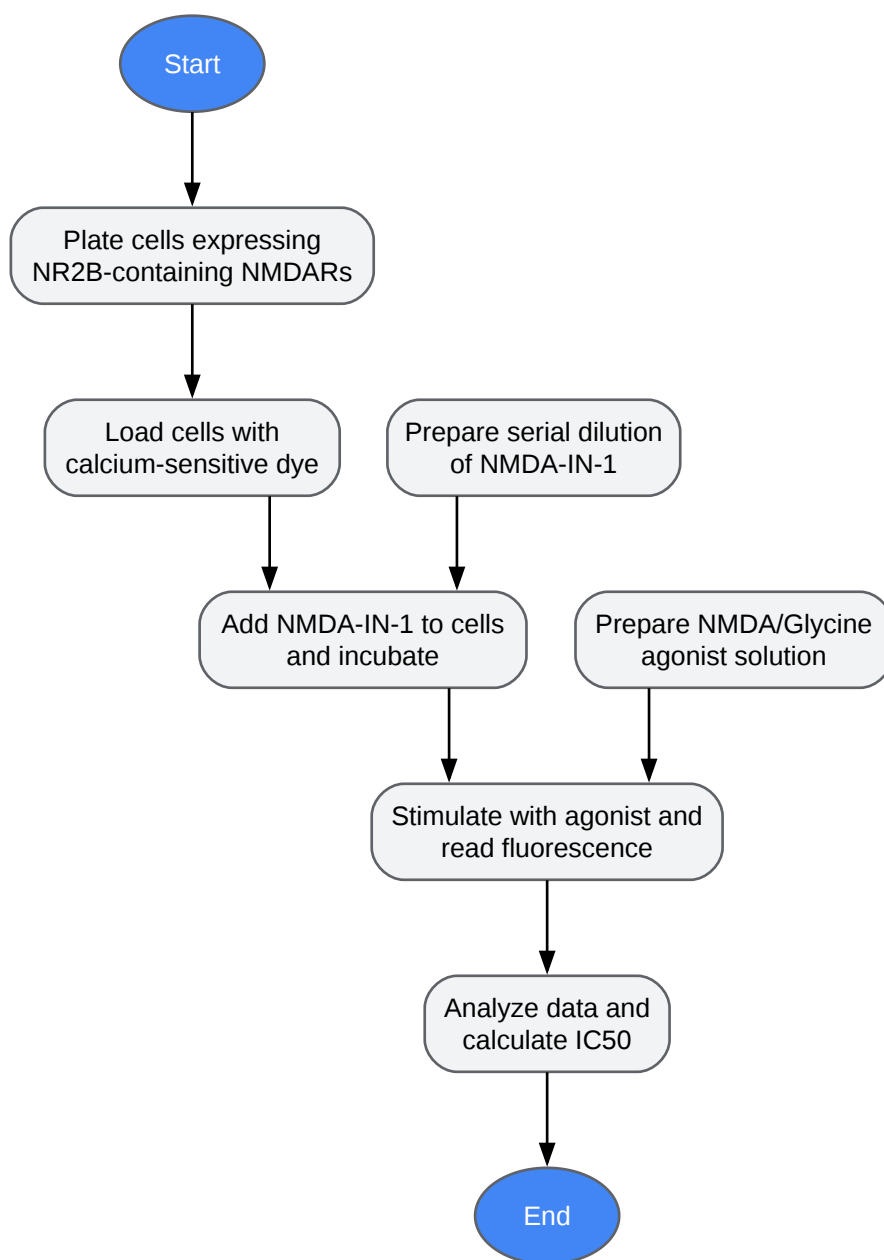 Start
Plate cells expressing
NR2B-containing NMDARs
Load cells with
calcium-sensitive dye
Prepare serial dilution
of NMDA-IN-1
Add NMDA-IN-1 to cells
and incubate
Prepare NMDA/Glycine
agonist solution
Stimulate with agonist and
read fluorescence
Analyze data and
calculate IC50
End